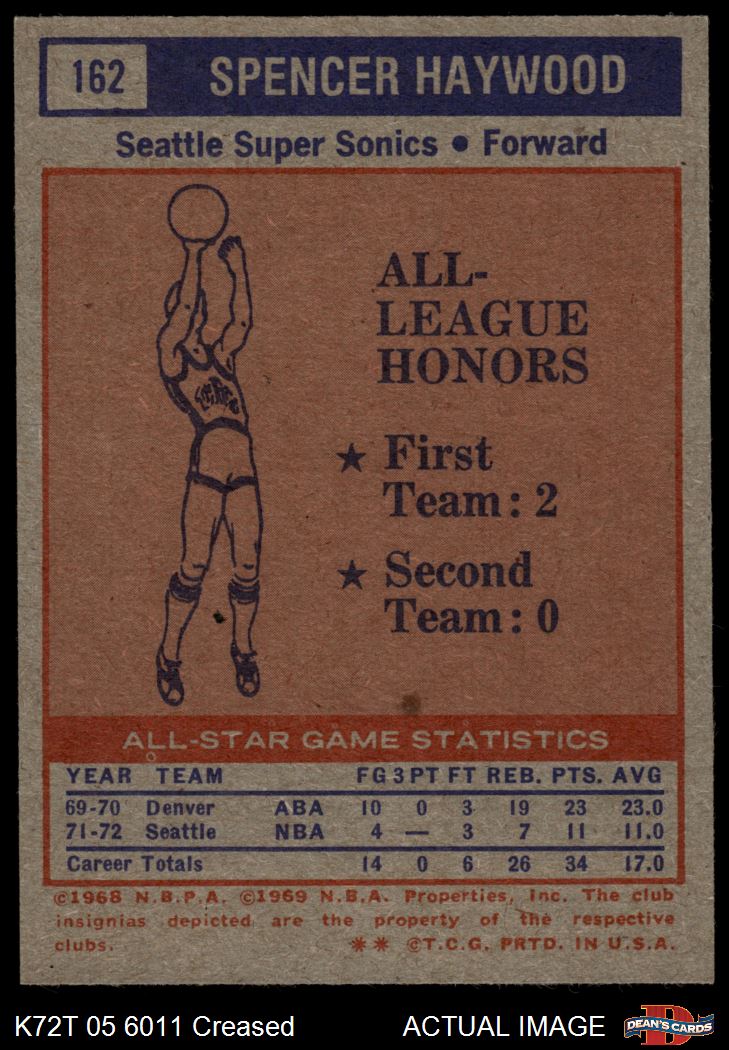 162 SPENCER HAYWOOD
Seattle Super Sonics • Forward
ALL-
LEAGUE
HONORS
★ First
Team: 2
★ Second
Team: 0
ALL-STAR GAME STATISTICS
YEAR TEAM FG 3PT FT REB. PTS. AVG
69-70 Denver ABA 10 0 3 19 23 23.0
71-72 Seattle NBA 4 — 3 7 11 11.0
Career Totals 14 0 6 26 34 17.0
©1968 N.B.P.A. ©1969 N.B.A. Properties, Inc. The club
insignias depicted are the property of the respective
clubs. ** ©T.C.G. PRTD. IN U.S.A.
K72T 05 6011 Creased ACTUAL IMAGE DEAN'S CARDS